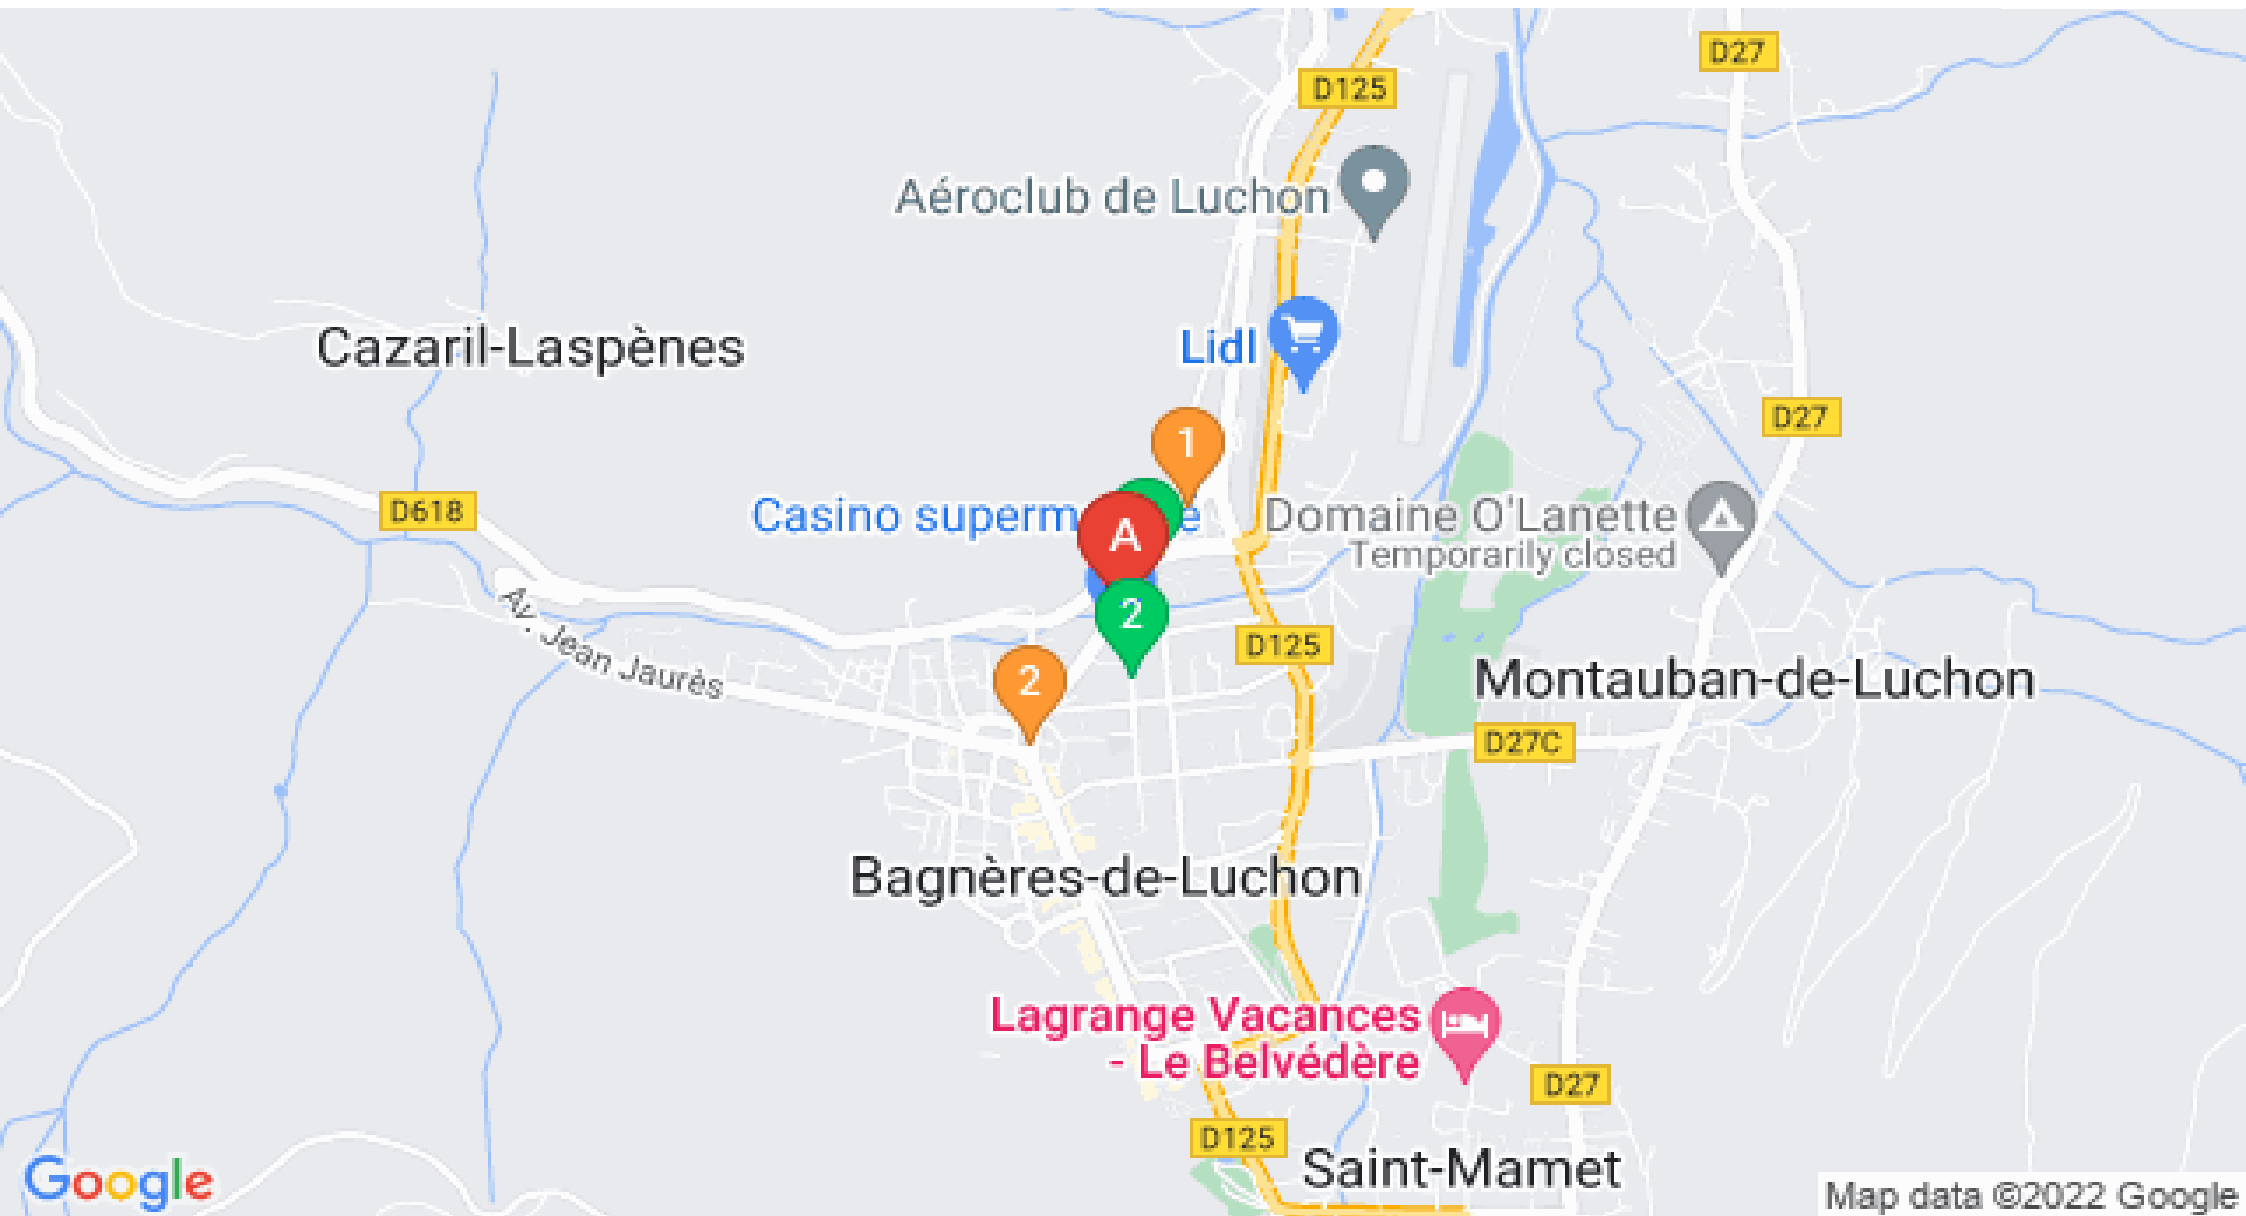 D27
D125
Aéroclub de Luchon
Cazaril-Laspènes
Lidl
D27
1
D618
Casino superm
e
A
Domaine O'Lanette
Temporarily closed
2
Av. Jean Jaurès
D125
2
Montauban-de-Luchon
D27C
Bagnères-de-Luchon
Lagrange Vacances
- Le Belvédère
D27
D125
Saint-Mamet
Google
Map data ©2022 Google